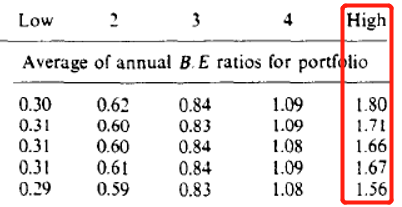 Low 2 3 4 High
Average of annual B.E ratios for portfolio
0.30 0.62 0.84 1.09 1.80
0.31 0.60 0.83 1.09 1.71
0.31 0.60 0.84 1.08 1.66
0.31 0.61 0.84 1.09 1.67
0.29 0.59 0.83 1.08 1.56